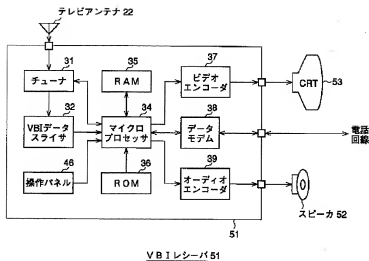 テレビアンテナ 22
31
チューナ
35
RAM
37
ビデオ
エンコーダ
CRT
53
32
VBIデータ
スライサ
34
マイクロ
プロセッサ
38
データ
モデム
電話
回線
46
操作パネル
36
ROM
39
オーディオ
エンコーダ
スピーカ 52
51
VBIレシーバ 51